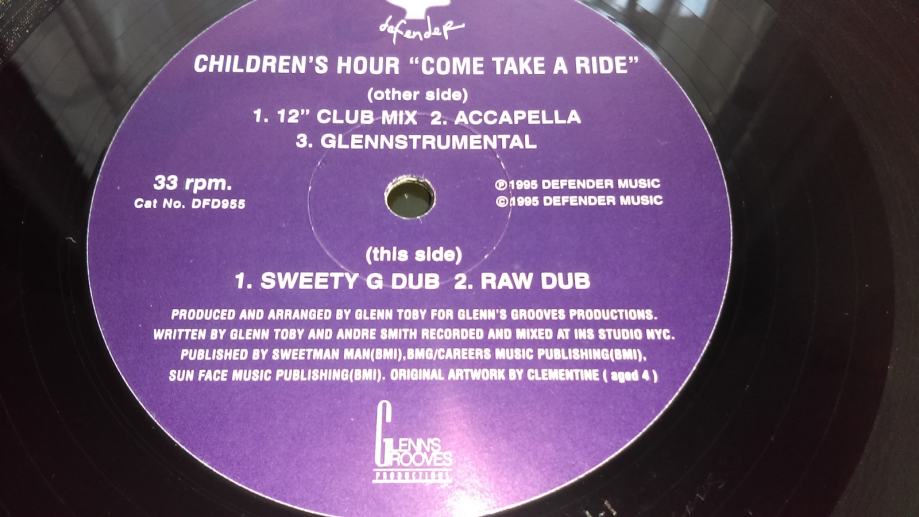 defender
CHILDREN'S HOUR "COME TAKE A RIDE"
(other side)
1. 12" CLUB MIX 2. ACCAPELLA
3. GLENNSTRUMENTAL
33 rpm.
Cat No. DFD955
℗1995 DEFENDER MUSIC
©1995 DEFENDER MUSIC
(this side)
1. SWEETY G DUB 2. RAW DUB
PRODUCED AND ARRANGED BY GLENN TOBY FOR GLENN'S GROOVES PRODUCTIONS.
WRITTEN BY GLENN TOBY AND ANDRE SMITH RECORDED AND MIXED AT INS STUDIO NYC.
PUBLISHED BY SWEETMAN MAN(BMI),BMG/CAREERS MUSIC PUBLISHING(BMI),
SUN FACE MUSIC PUBLISHING(BMI). ORIGINAL ARTWORK BY CLEMENTINE ( aged 4 )
GLENN'S
GROOVES
PRODUCTIONS